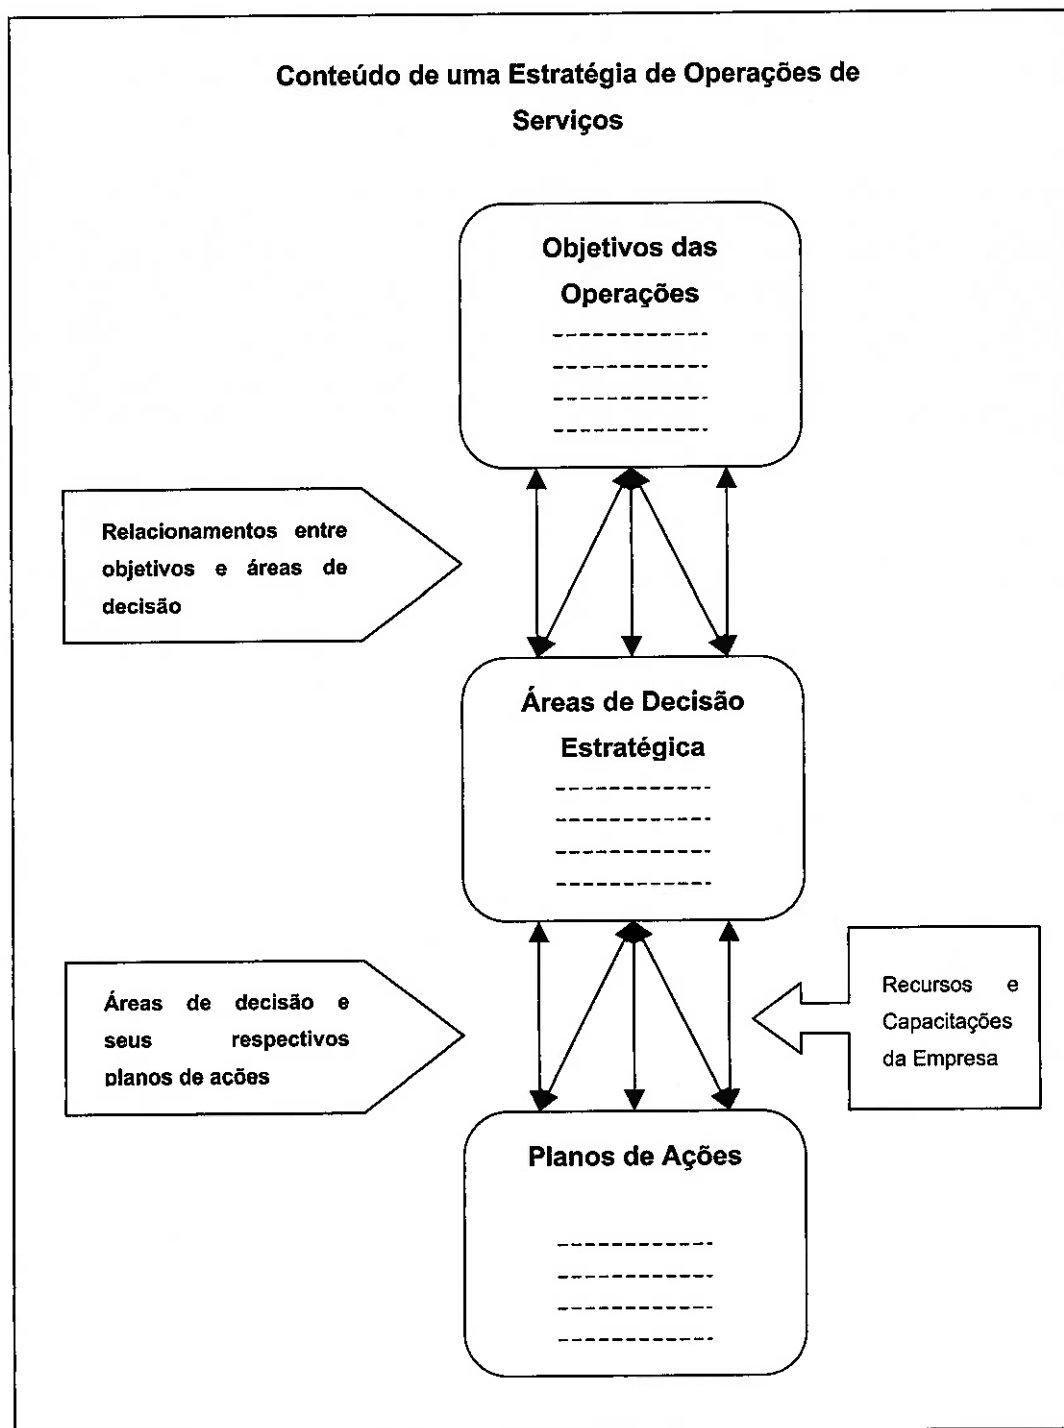 Conteúdo de uma Estratégia de Operações de
Serviços
Objetivos das
Operações
Relacionamentos entre
objetivos e áreas de
decisão
Áreas de Decisão
Estratégica
Áreas de decisão e
seus respectivos
planos de ações
Recursos e
Capacitações
da Empresa
Planos de Ações